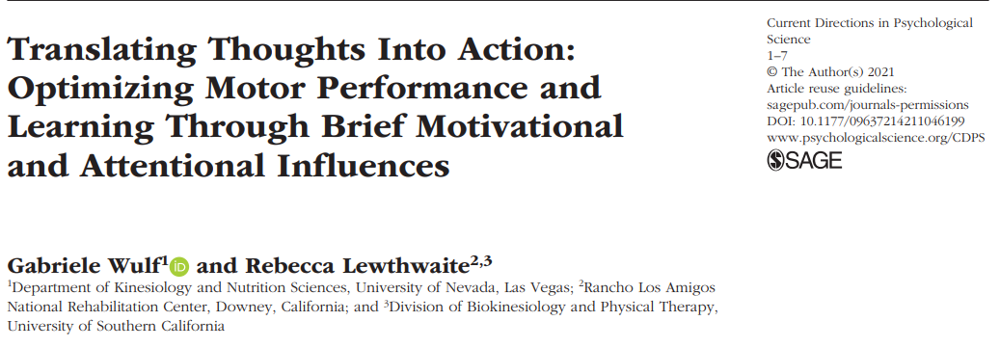 Translating Thoughts Into Action:
Optimizing Motor Performance and
Learning Through Brief Motivational
and Attentional Influences
Current Directions in Psychological
Science
1–7
© The Author(s) 2021
Article reuse guidelines:
sagepub.com/journals-permissions
DOI: 10.1177/09637214211046199
www.psychologicalscience.org/CDPS
SAGE
Gabriele Wulf1 iD and Rebecca Lewthwaite2,3
1Department of Kinesiology and Nutrition Sciences, University of Nevada, Las Vegas; 2Rancho Los Amigos
National Rehabilitation Center, Downey, California; and 3Division of Biokinesiology and Physical Therapy,
University of Southern California